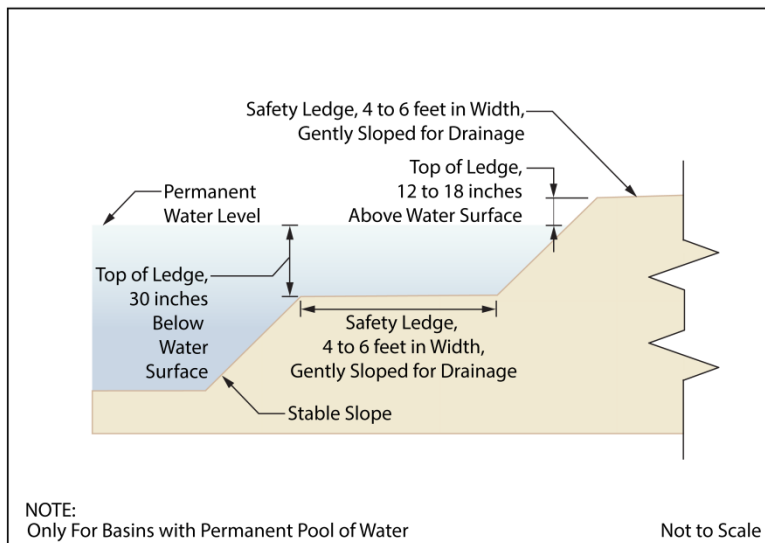 Safety Ledge, 4 to 6 feet in Width,
Gently Sloped for Drainage
Top of Ledge,
12 to 18 inches
Above Water Surface
Permanent
Water Level
Top of Ledge,
30 inches
Below
Water
Surface
Safety Ledge,
4 to 6 feet in Width,
Gently Sloped for Drainage
Stable Slope
NOTE:
Only For Basins with Permanent Pool of Water
Not to Scale